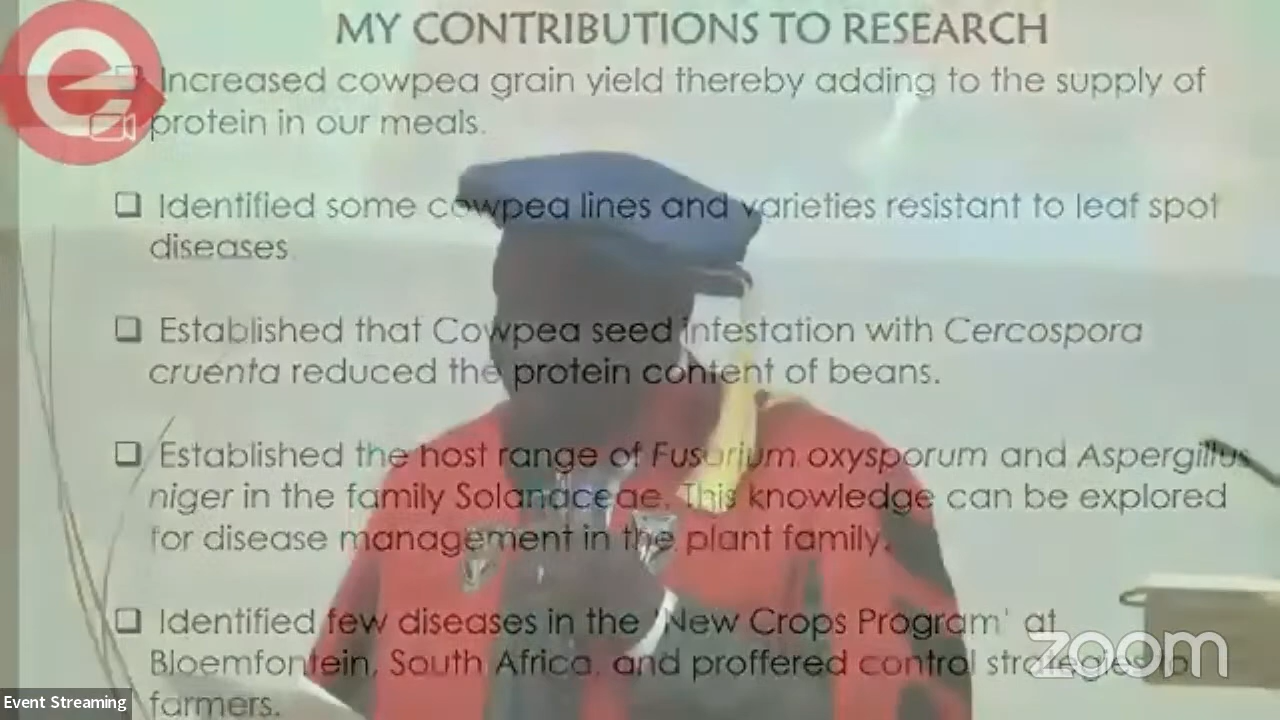 MY CONTRIBUTIONS TO RESEARCH
Increased cowpea grain yield thereby adding to the supply of
protein in our meals.
Identified some cowpea lines and varieties resistant to leaf spot
diseases
Established that Cowpea seed infestation with Cercospora
cruenta reduced the protein content of beans.
Established the host range of Fusarium oxysporum and Aspergillus
niger in the family Solanaceae. This knowledge can be explored
for disease management in the plant family.
Identified few diseases in the 'New Crops Program' at
Bloemfontein, South Africa, and proffered control strategies to
farmers.
zoom
Event Streaming